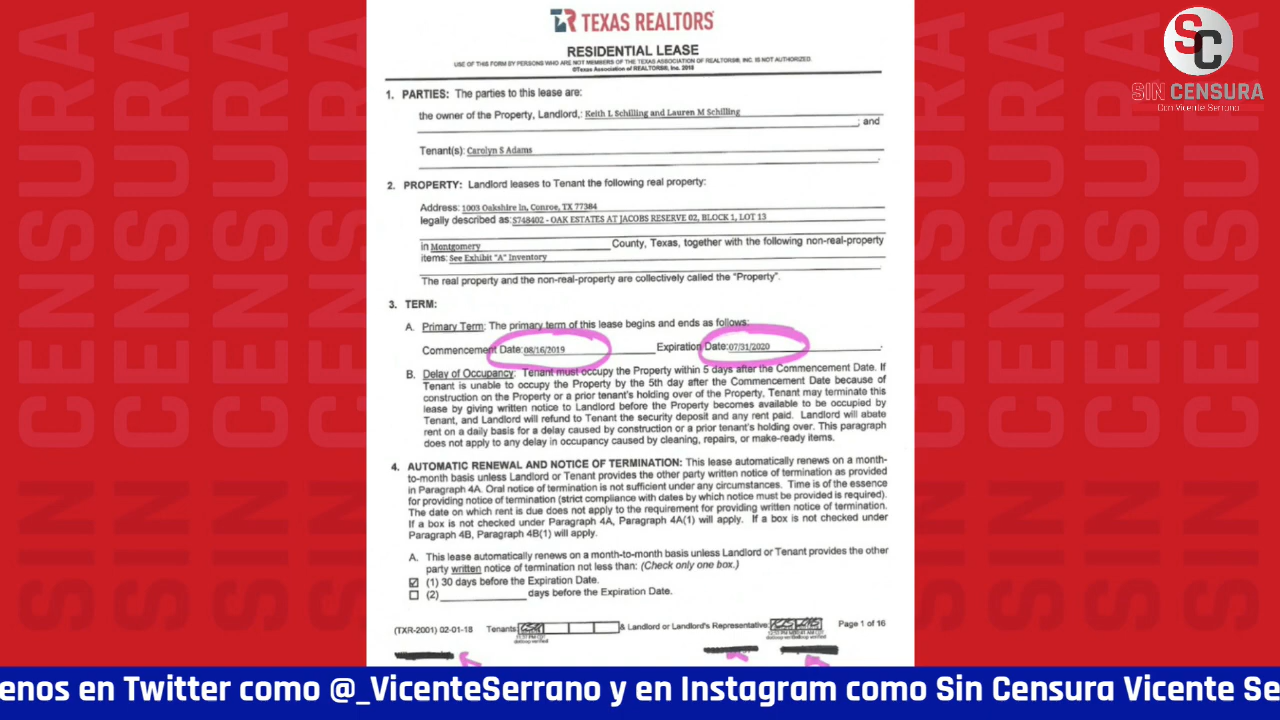 TEXAS REALTORS
RESIDENTIAL LEASE
USE OF THIS FORM BY PERSONS WHO ARE NOT MEMBERS OF THE TEXAS ASSOCIATION OF REALTORS®, INC. IS NOT AUTHORIZED.
©Texas Association of REALTORS®, Inc. 2018
1. PARTIES: The parties to this lease are:
the owner of the Property, Landlord,: Keith L Schilling and Lauren M Schilling
; and
Tenant(s): Carolyn S Adams
2. PROPERTY: Landlord leases to Tenant the following real property:
Address: 1003 Oakshire ln, Conroe, TX 77384
legally described as: S748402 - OAK ESTATES AT JACOBS RESERVE 02, BLOCK 1, LOT 13
in Montgomery County, Texas, together with the following non-real-property
items: See Exhibit "A" Inventory
The real property and the non-real-property are collectively called the "Property".
3. TERM:
A. Primary Term: The primary term of this lease begins and ends as follows:
Commencement Date: 08/16/2019 Expiration Date: 07/31/2020
B. Delay of Occupancy: Tenant must occupy the Property within 5 days after the Commencement Date. If
Tenant is unable to occupy the Property by the 5th day after the Commencement Date because of
construction on the Property or a prior tenant's holding over of the Property, Tenant may terminate this
lease by giving written notice to Landlord before the Property becomes available to be occupied by
Tenant, and Landlord will refund to Tenant the security deposit and any rent paid. Landlord will abate
rent on a daily basis for a delay caused by construction or a prior tenant's holding over. This paragraph
does not apply to any delay in occupancy caused by cleaning, repairs, or make-ready items.
4. AUTOMATIC RENEWAL AND NOTICE OF TERMINATION: This lease automatically renews on a month-
to-month basis unless Landlord or Tenant provides the other party written notice of termination as provided
in Paragraph 4A. Oral notice of termination is not sufficient under any circumstances. Time is of the essence
for providing notice of termination (strict compliance with dates by which notice must be provided is required).
The date on which rent is due does not apply to the requirement for providing written notice of termination.
If a box is not checked under Paragraph 4A, Paragraph 4A(1) will apply. If a box is not checked under
Paragraph 4B, Paragraph 4B(1) will apply.
A. This lease automatically renews on a month-to-month basis unless Landlord or Tenant provides the other
party written notice of termination not less than: (Check only one box.)
(1) 30 days before the Expiration Date.
(2) days before the Expiration Date.
(TXR-2001) 02-01-18 Tenants: & Landlord or Landlord's Representative: Page 1 of 16
SC
SIN CENSURA
Con Vicente Serrano
SIN CENSURA
SIN CENSURA
SIN CENSURA
SIN CENSURA
SIN CENSURA
SIN CENSURA
SIN CENSURA
SIN CENSURA
enos en Twitter como @_VicenteSerrano y en Instagram como Sin Censura Vicente Se